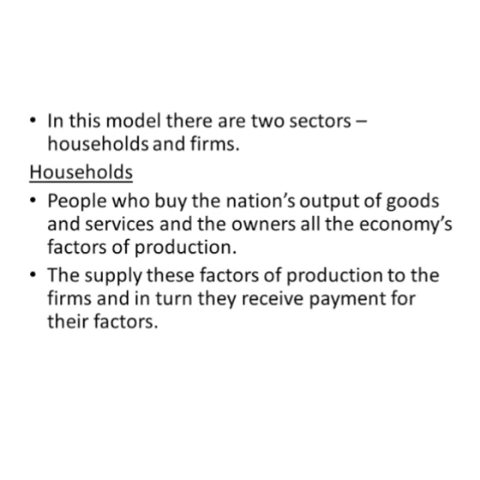 • In this model there are two sectors –
households and firms.
Households
• People who buy the nation's output of goods
and services and the owners all the economy's
factors of production.
• The supply these factors of production to the
firms and in turn they receive payment for
their factors.